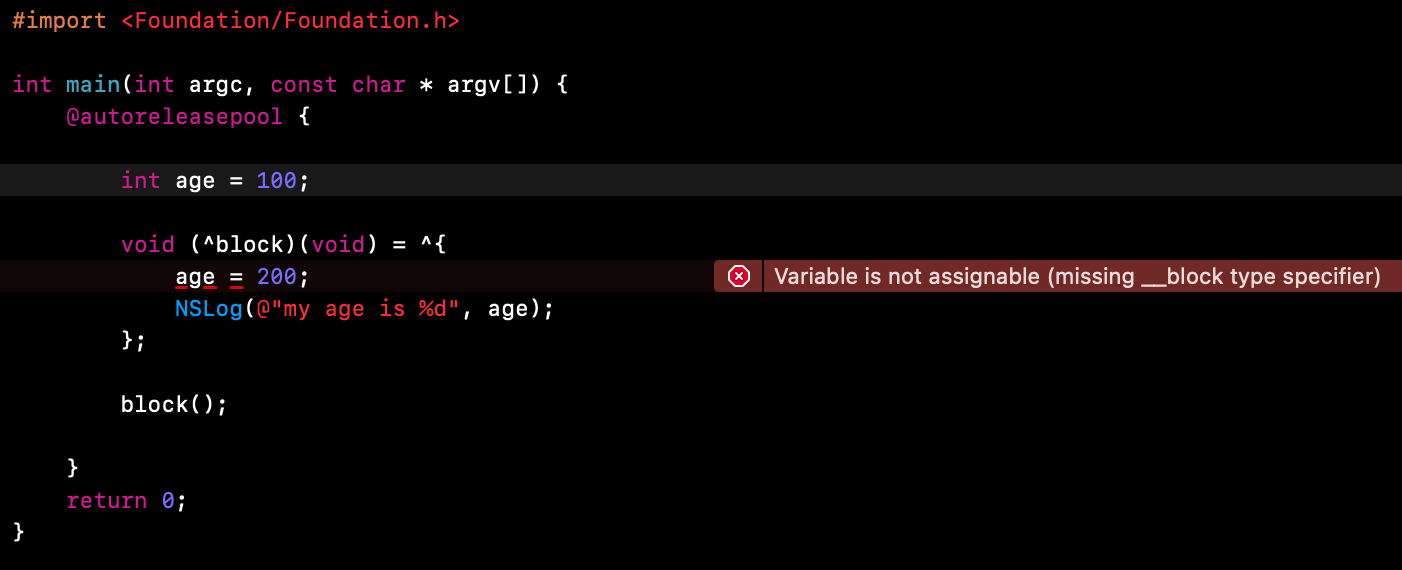 #import <Foundation/Foundation.h>
int main(int argc, const char * argv[]) {
@autoreleasepool {
int age = 100;
void (^block)(void) = ^{
age = 200;
Variable is not assignable (missing __block type specifier)
NSLog(@"my age is %d", age);
};
block();
}
return 0;
}